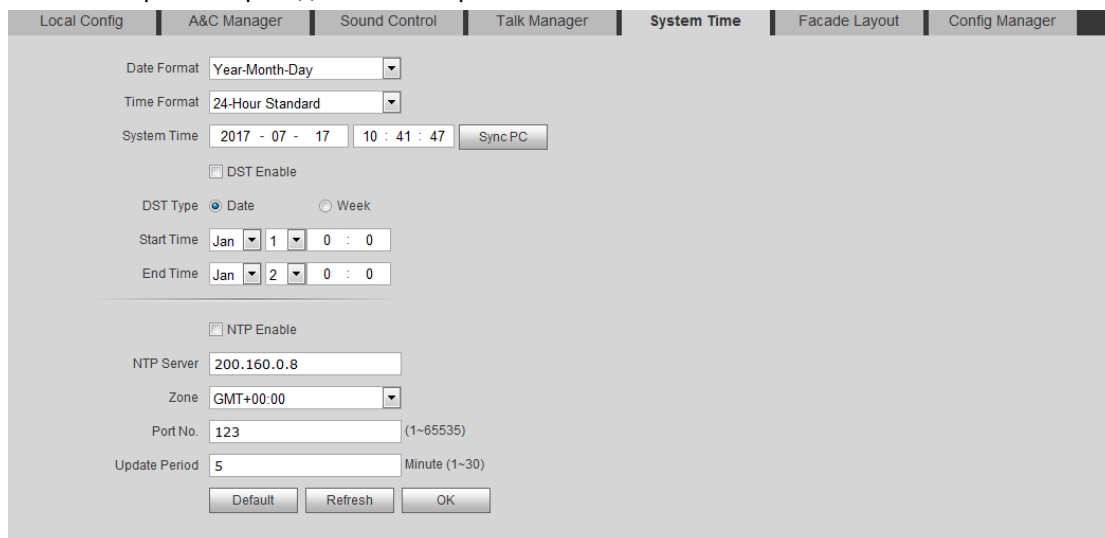 Local Config A&C Manager Sound Control Talk Manager System Time Facade Layout Config Manager
Date Format Year-Month-Day
Time Format 24-Hour Standard
System Time 2017 - 07 - 17 10 : 41 : 47 Sync PC
DST Enable
DST Type Date Week
Start Time Jan 1 0 : 0
End Time Jan 2 0 : 0
NTP Enable
NTP Server 200.160.0.8
Zone GMT+00:00
Port No. 123 (1~65535)
Update Period 5 Minute (1~30)
Default Refresh OK